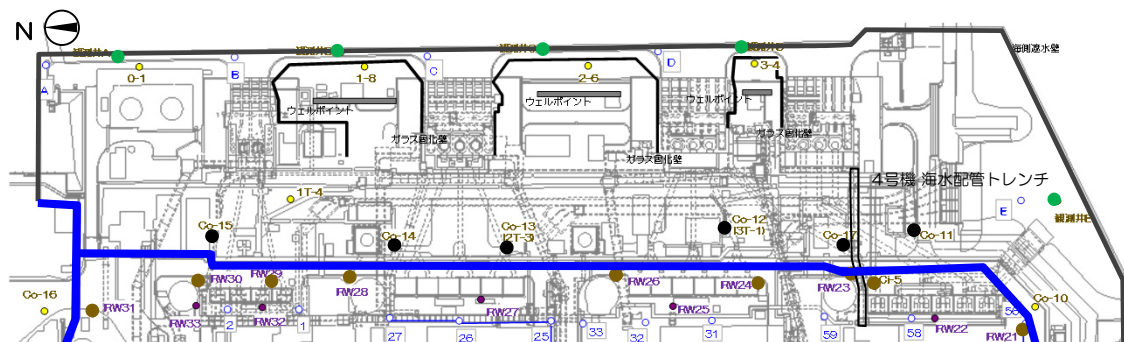 N
海側遮水壁
観測井A
観測井B
観測井C
0-1
B
1-8
C
2-6
D
3-4
A
ウェルポイント
ウェルポイント
ウェルポイント
ガラス固化壁
ガラス固化壁
ガラス固化壁
4号機 海水配管トレンチ
1T-4
E
観測井E
Co-15
Co-14
Co-13
(2T-3)
Co-12
(3T-1)
Co-17
Co-11
RW30
RW29
RW28
RW26
RW24
RW23
Ci-5
Co-16
RW31
RW33
2
RW32
1
RW27
RW25
RW22
Co-10
56
RW21
27
26
25
33
32
31
59
58